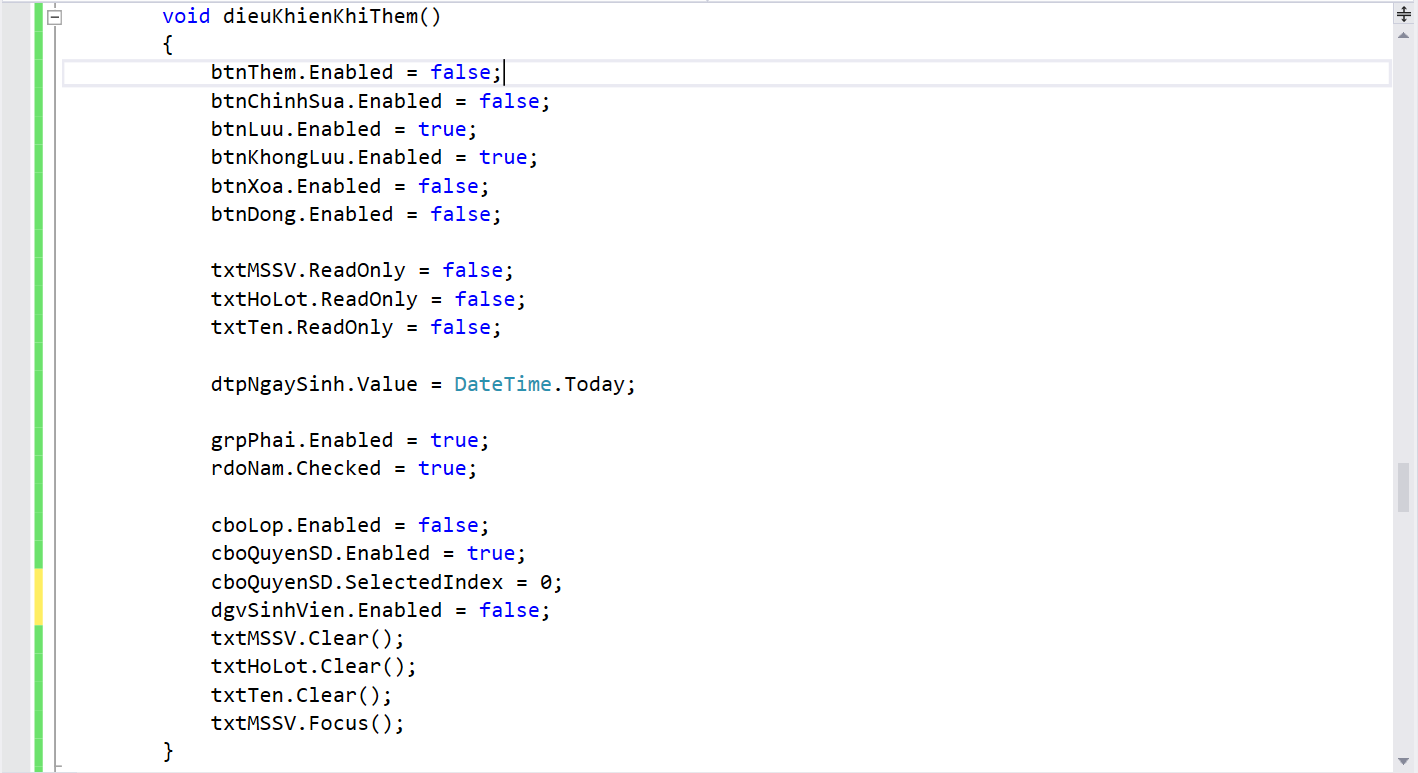 void dieuKhienKhiThem()
{
btnThem.Enabled = false;
btnChinhSua.Enabled = false;
btnLuu.Enabled = true;
btnKhongLuu.Enabled = true;
btnXoa.Enabled = false;
btnDong.Enabled = false;
txtMSSV.ReadOnly = false;
txtHoLot.ReadOnly = false;
txtTen.ReadOnly = false;
dtpNgaySinh.Value = DateTime.Today;
grpPhai.Enabled = true;
rdoNam.Checked = true;
cboLop.Enabled = false;
cboQuyenSD.Enabled = true;
cboQuyenSD.SelectedIndex = 0;
dgvSinhVien.Enabled = false;
txtMSSV.Clear();
txtHoLot.Clear();
txtTen.Clear();
txtMSSV.Focus();
}